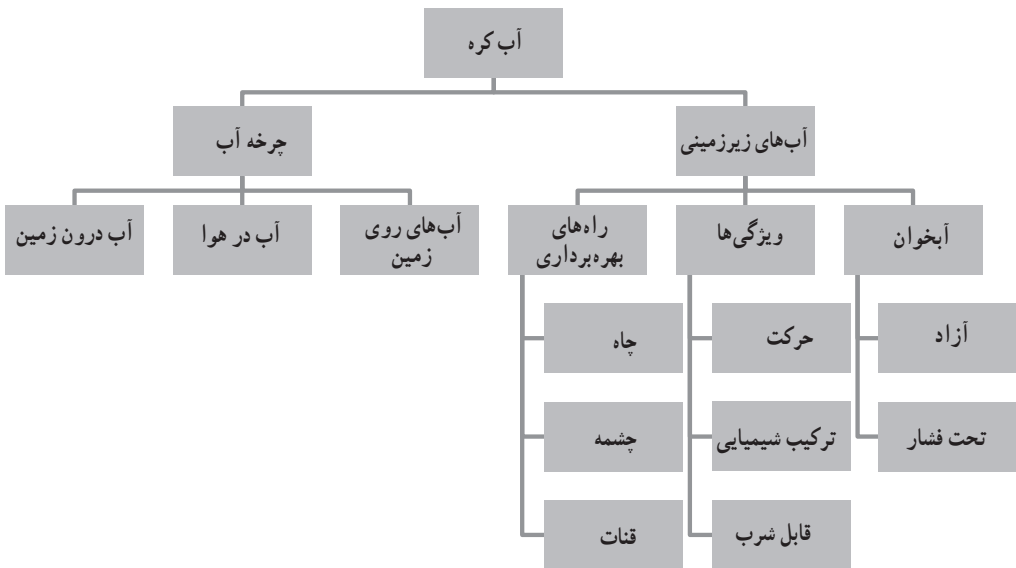 آب کره
آب‌های زیرزمینی
چرخه آب
آبخوان
ویژگی‌ها
راه‌های
بهره‌برداری
آب‌های روی
زمین
آب در هوا
آب درون زمین
آزاد
حرکت
چاه
تحت فشار
ترکیب شیمیایی
چشمه
قابل شرب
قنات